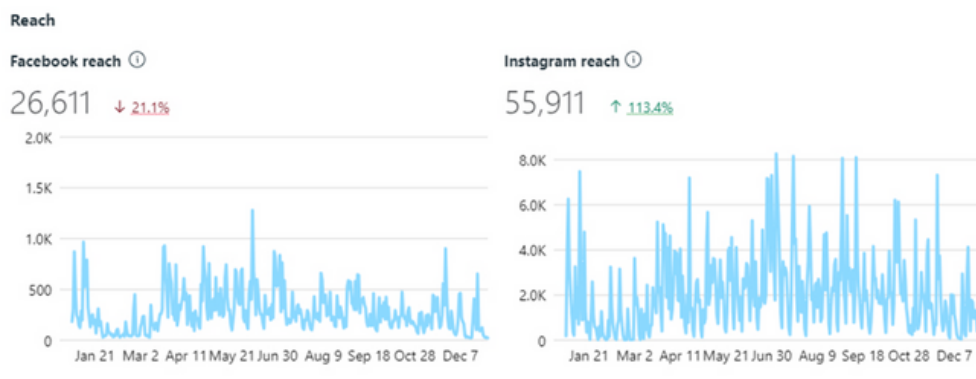 Reach
Facebook reach
26,611 ↓ 21.1%
2.0K
1.5K
1.0K
500
0
Jan 21 Mar 2 Apr 11 May 21 Jun 30 Aug 9 Sep 18 Oct 28 Dec 7
Instagram reach
55,911 ↑ 113.4%
8.0K
6.0K
4.0K
2.0K
0
Jan 21 Mar 2 Apr 11 May 21 Jun 30 Aug 9 Sep 18 Oct 28 Dec 7